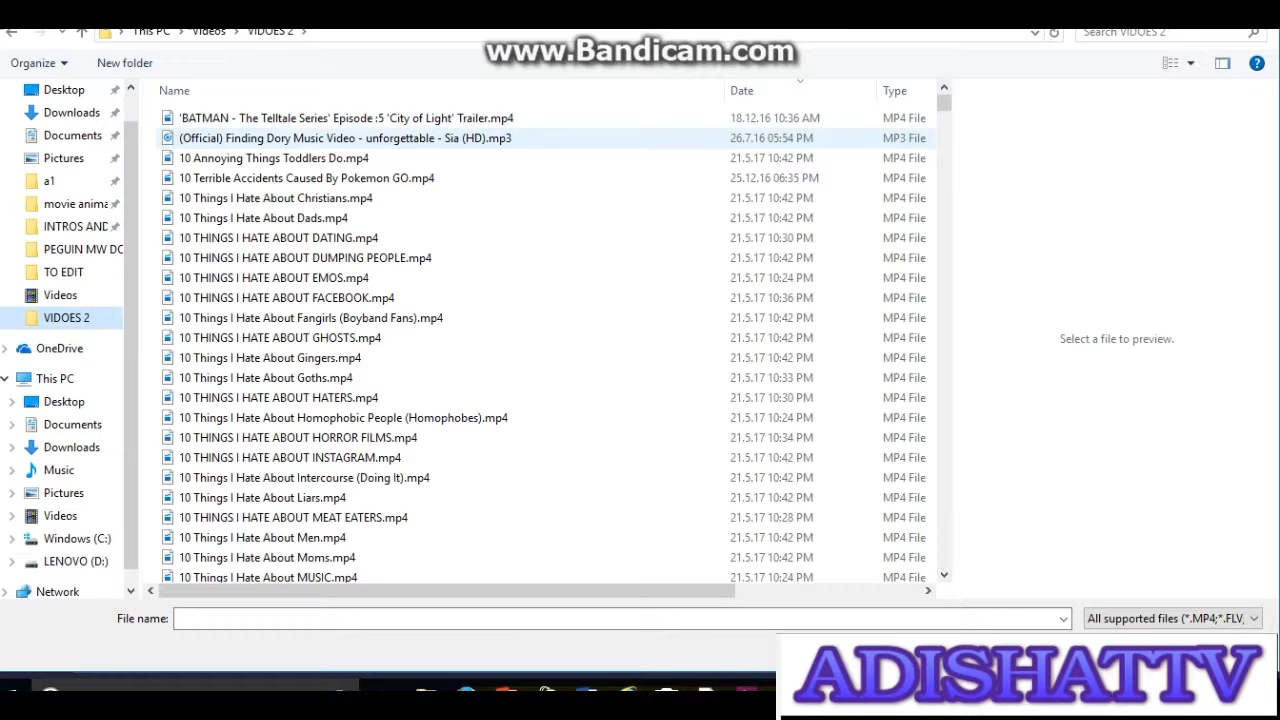 This PC > Videos > VIDOES 2 >
Search VIDOES 2
www.Bandicam.com
Organize
New folder
Name
Date
Type
Desktop
Downloads
Documents
Pictures
a1
movie anima
INTROS AND
PEGUIN MW DO
TO EDIT
Videos
VIDOES 2
OneDrive
This PC
Desktop
Documents
Downloads
Music
Pictures
Videos
Windows (C:)
LENOVO (D:)
Network
'BATMAN - The Telltale Series' Episode :5 'City of Light' Trailer.mp4 18.12.16 10:36 AM MP4 File
(Official) Finding Dory Music Video - unforgettable - Sia (HD).mp3 26.7.16 05:54 PM MP3 File
10 Annoying Things Toddlers Do.mp4 21.5.17 10:42 PM MP4 File
10 Terrible Accidents Caused By Pokemon GO.mp4 25.12.16 06:35 PM MP4 File
10 Things I Hate About Christians.mp4 21.5.17 10:42 PM MP4 File
10 Things I Hate About Dads.mp4 21.5.17 10:42 PM MP4 File
10 THINGS I HATE ABOUT DATING.mp4 21.5.17 10:30 PM MP4 File
10 THINGS I HATE ABOUT DUMPING PEOPLE.mp4 21.5.17 10:42 PM MP4 File
10 THINGS I HATE ABOUT EMOS.mp4 21.5.17 10:24 PM MP4 File
10 THINGS I HATE ABOUT FACEBOOK.mp4 21.5.17 10:36 PM MP4 File
10 Things I Hate About Fangirls (Boyband Fans).mp4 21.5.17 10:42 PM MP4 File
10 THINGS I HATE ABOUT GHOSTS.mp4 21.5.17 10:42 PM MP4 File
10 Things I Hate About Gingers.mp4 21.5.17 10:42 PM MP4 File
10 Things I Hate About Goths.mp4 21.5.17 10:33 PM MP4 File
10 THINGS I HATE ABOUT HATERS.mp4 21.5.17 10:30 PM MP4 File
10 Things I Hate About Homophobic People (Homophobes).mp4 21.5.17 10:24 PM MP4 File
10 THINGS I HATE ABOUT HORROR FILMS.mp4 21.5.17 10:34 PM MP4 File
10 THINGS I HATE ABOUT INSTAGRAM.mp4 21.5.17 10:42 PM MP4 File
10 Things I Hate About Intercourse (Doing It).mp4 21.5.17 10:42 PM MP4 File
10 Things I Hate About Liars.mp4 21.5.17 10:42 PM MP4 File
10 THINGS I HATE ABOUT MEAT EATERS.mp4 21.5.17 10:28 PM MP4 File
10 Things I Hate About Men.mp4 21.5.17 10:42 PM MP4 File
10 Things I Hate About Moms.mp4 21.5.17 10:42 PM MP4 File
10 Things I Hate About MUSIC.mp4 21.5.17 10:24 PM MP4 File
Select a file to preview.
File name:
All supported files (*.MP4;*.FLV;
ADISHATTV